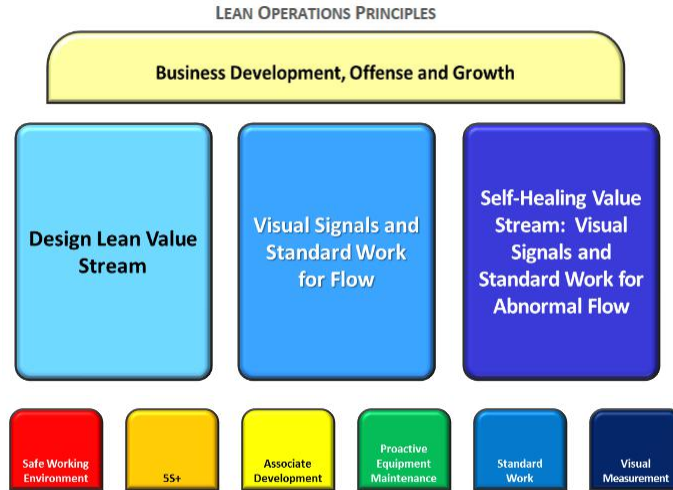 LEAN OPERATIONS PRINCIPLES
Business Development, Offense and Growth
Design Lean Value
Stream
Visual Signals and
Standard Work
for Flow
Self-Healing Value
Stream: Visual
Signals and
Standard Work for
Abnormal Flow
Safe Working
Environment
5S+
Associate
Development
Proactive
Equipment
Maintenance
Standard
Work
Visual
Measurement